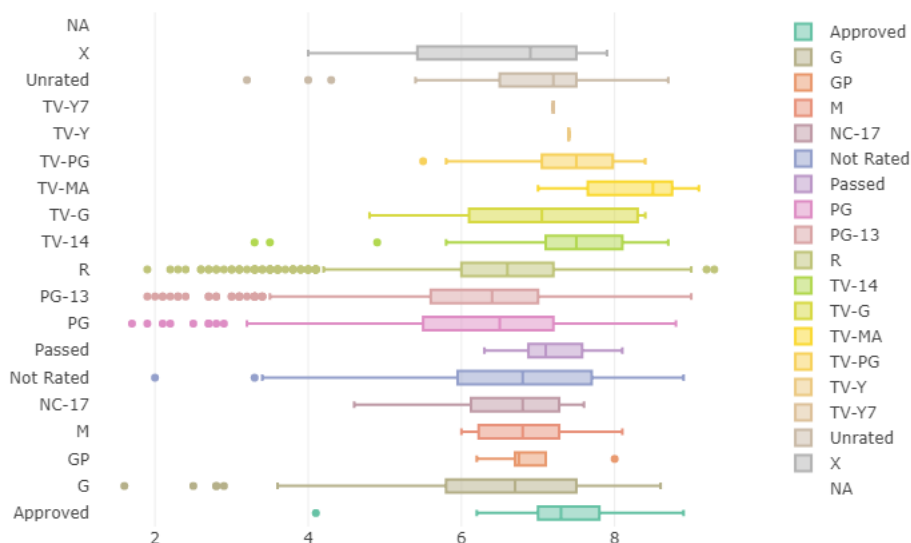 NA
X
Unrated
TV-Y7
TV-Y
TV-PG
TV-MA
TV-G
TV-14
R
PG-13
PG
Passed
Not Rated
NC-17
M
GP
G
Approved
2 4 6 8
Approved
G
GP
M
NC-17
Not Rated
Passed
PG
PG-13
R
TV-14
TV-G
TV-MA
TV-PG
TV-Y
TV-Y7
Unrated
X
NA